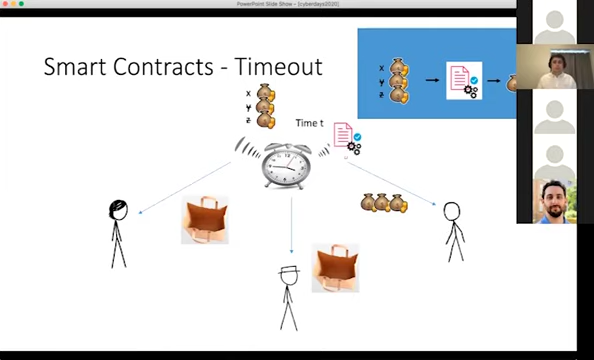 PowerPoint Slide Show - [cyberdays2020]
Smart Contracts - Timeout
x
y
z
Time t
x
y
z